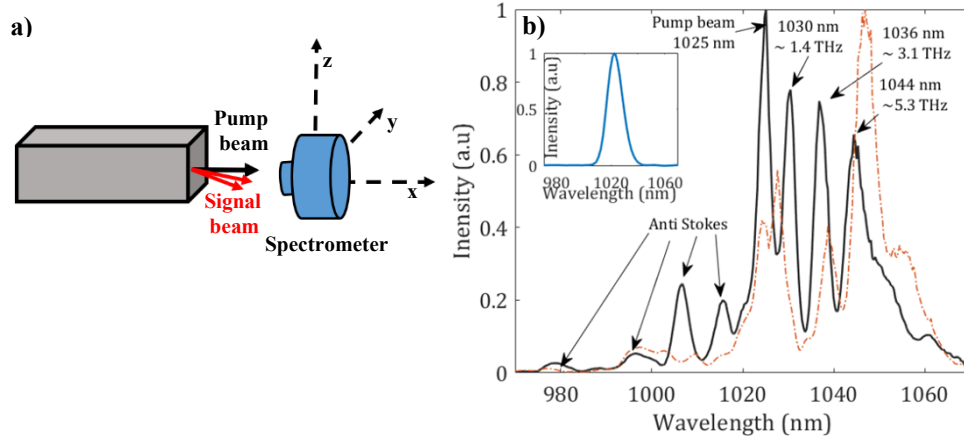 a)
Pump
beam
Signal
beam
Spectrometer
z
y
x
b)
Inensity (a.u)
1
0.8
0.6
0.4
0.2
0
980
1000
1020
1040
1060
Wavelength (nm)
Pump beam
1025 nm
1030 nm
~ 1.4 THz
1036 nm
~ 3.1 THz
1044 nm
~5.3 THz
Anti Stokes
Inensity (a.u)
1
0.5
0
980
1020
1060
Wavelength (nm)